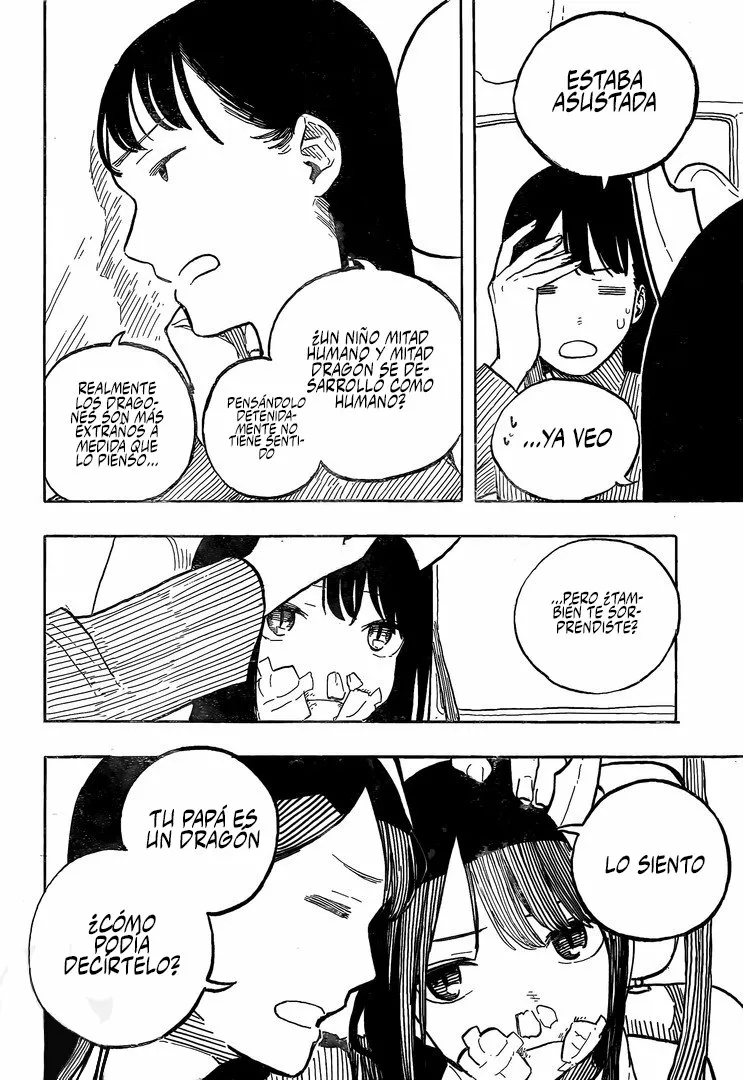 ESTABA
ASUSTADA
...YA VEO
¿UN NIÑO MITAD
HUMANO Y MITAD
DRAGÓN SE DE-
SARROLLÓ COMO
HUMANO?
PENSÁNDOLO
DETENIDA-
MENTE NO
TIENE SENTI-
DO
REALMENTE
LOS DRAGO-
NES SON MÁS
EXTRAÑOS A
MEDIDA QUE
LO PIENSO...
...PERO ¿TAM-
BIÉN TE SOR-
PRENDISTE?
LO SIENTO
TU PAPÁ ES
UN DRAGÓN
¿CÓMO
PODÍA
DECÍRTELO?